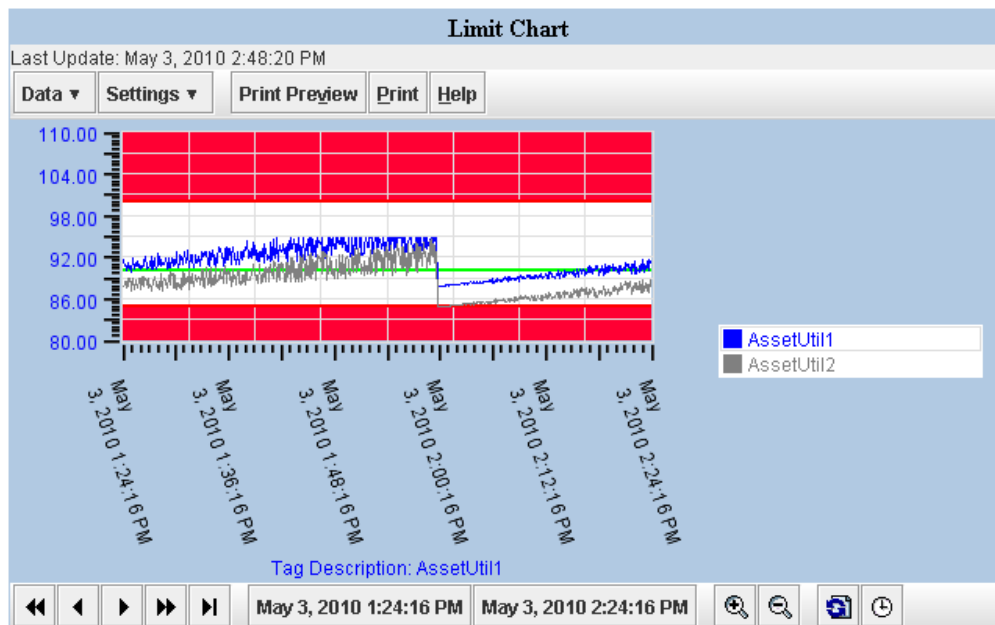 Limit Chart
Last Update: May 3, 2010 2:48:20 PM
Data ▼ Settings ▼ Print Preview Print Help
110.00
104.00
98.00
92.00
86.00
80.00
AssetUtil1
AssetUtil2
May
3, 2010 1:24:16 PM
May
3, 2010 1:36:16 PM
May
3, 2010 1:48:16 PM
May
3, 2010 2:00:16 PM
May
3, 2010 2:12:16 PM
May
3, 2010 2:24:16 PM
Tag Description: AssetUtil1
May 3, 2010 1:24:16 PM May 3, 2010 2:24:16 PM